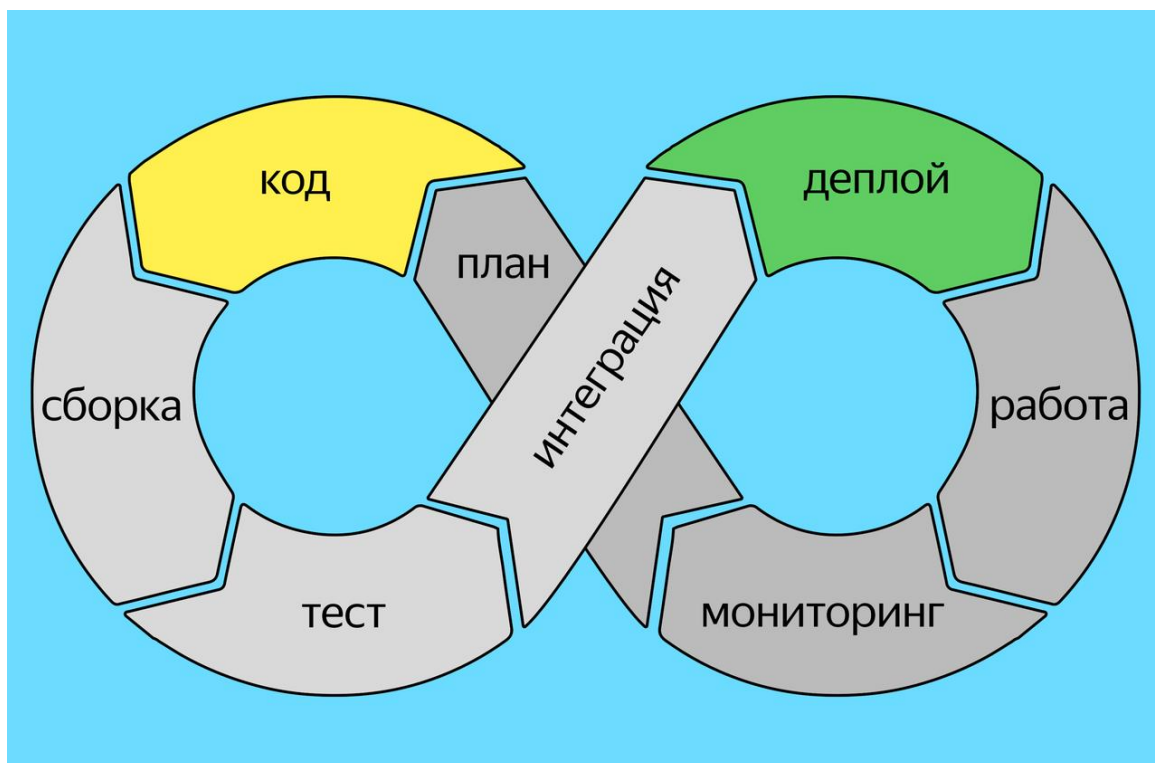 код
деплой
план
интеграция
сборка
работа
тест
мониторинг